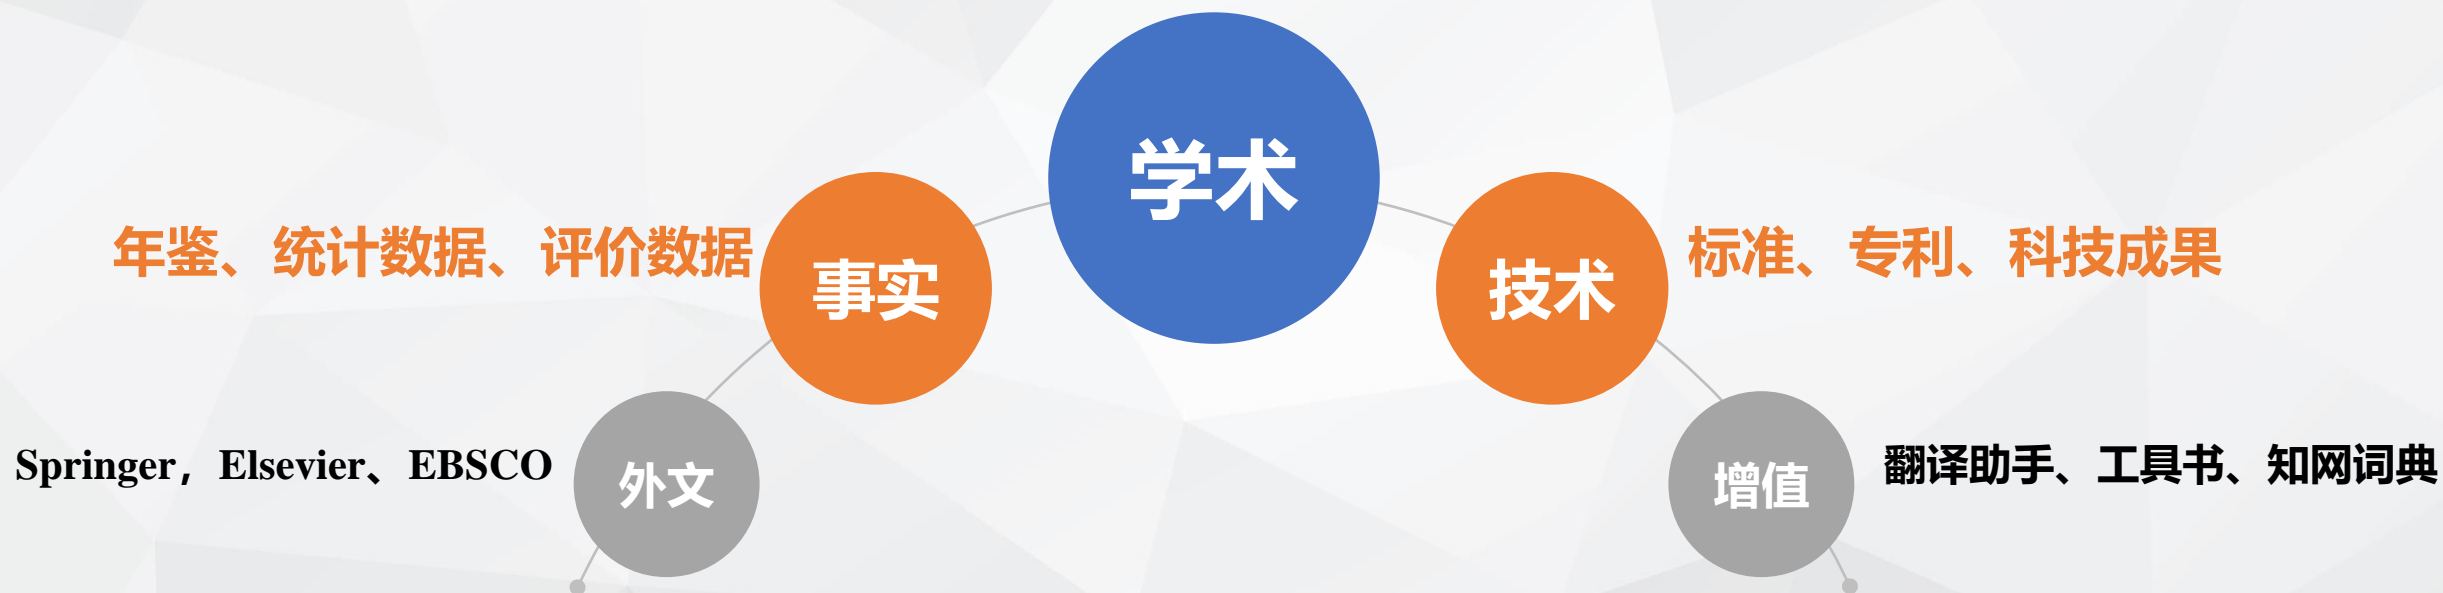 学术
年鉴、统计数据、评价数据
事实
技术
标准、专利、科技成果
Springer，Elsevier、EBSCO
外文
增值
翻译助手、工具书、知网词典